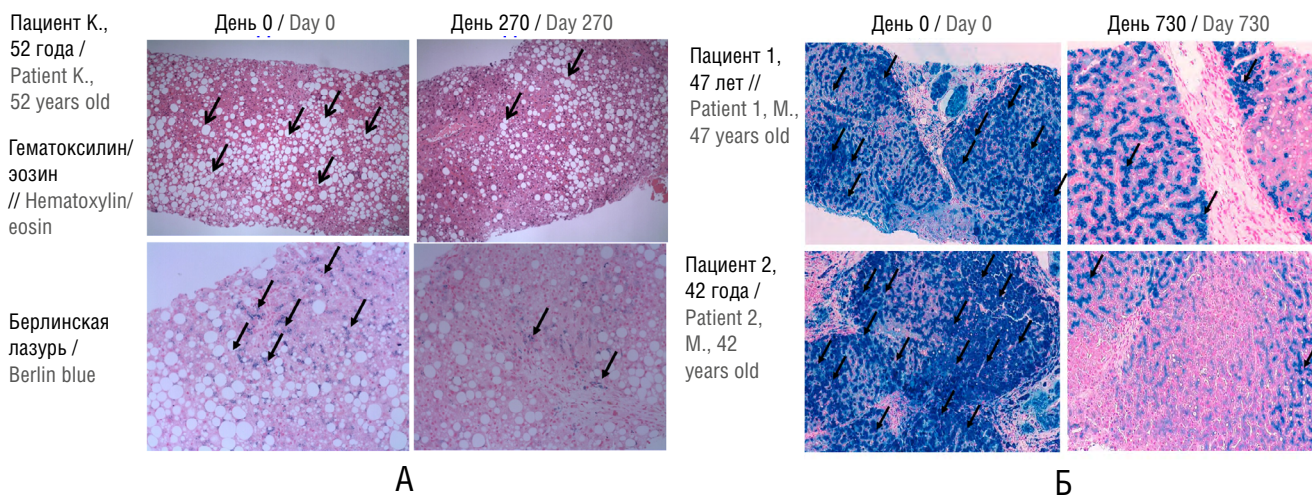 Пациент К.,
52 года /
Patient K.,
52 years old
Гематоксилин/
эозин
// Hematoxylin/
eosin
Берлинская
лазурь /
Berlin blue
День 0 / Day 0
День 270 / Day 270
А
Пациент 1,
47 лет //
Patient 1, M.,
47 years old
Пациент 2,
42 года /
Patient 2,
M., 42
years old
День 0 / Day 0
День 730 / Day 730
Б